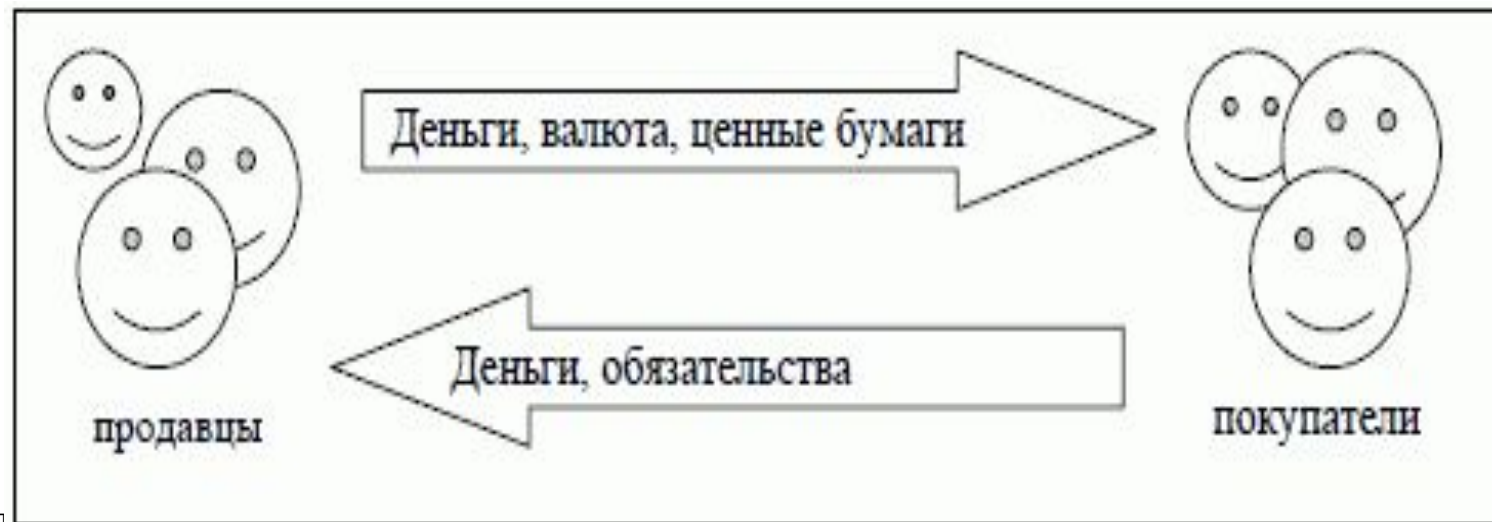 Деньги, валюта, ценные бумаги
Деньги, обязательства
продавцы
покупатели